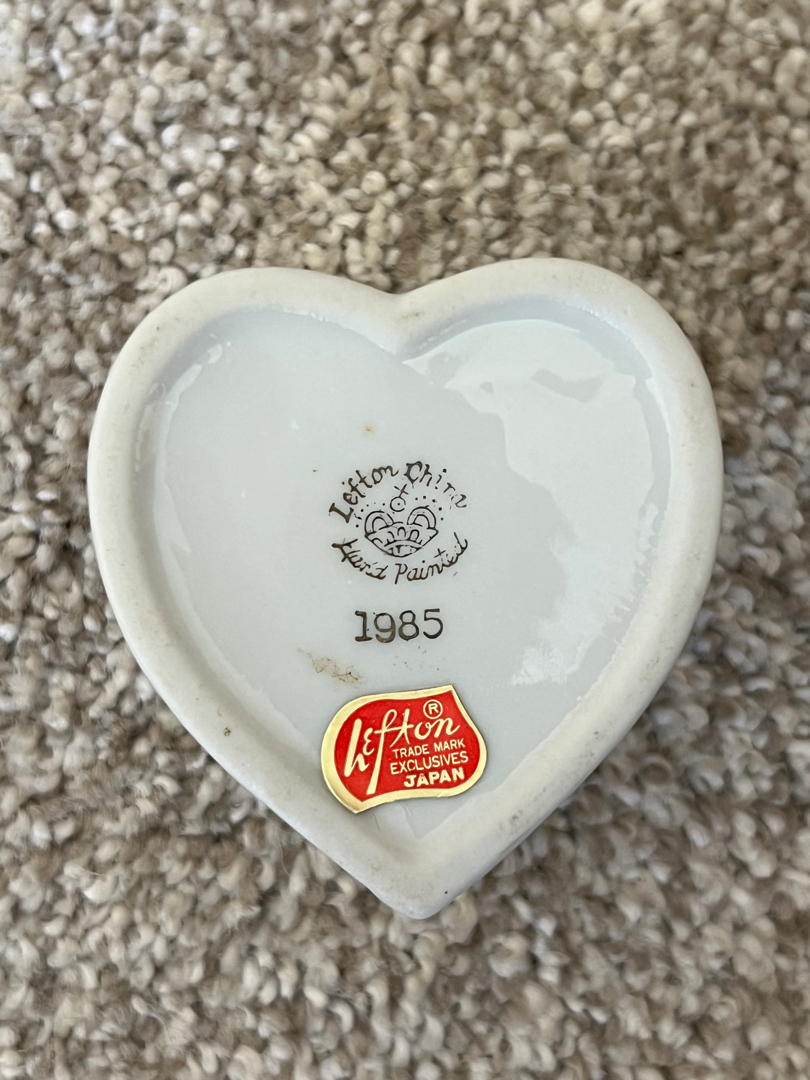 Lefton China
Hand Painted
1985
Lefton ®
TRADE MARK
EXCLUSIVES
JAPAN